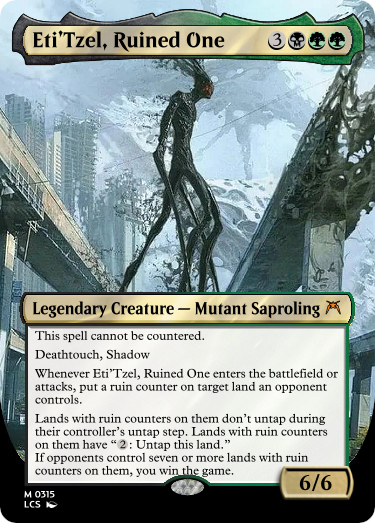 Eti'Tzel, Ruined One 3
Legendary Creature — Mutant Saproling
This spell cannot be countered.
Deathtouch, Shadow
Whenever Eti'Tzel, Ruined One enters the battlefield or
attacks, put a ruin counter on target land an opponent
controls.
Lands with ruin counters on them don't untap during
their controller's untap step. Lands with ruin counters
on them have “2: Untap this land.”
If opponents control seven or more lands with ruin
counters on them, you win the game.
6/6
M 0315
LCS